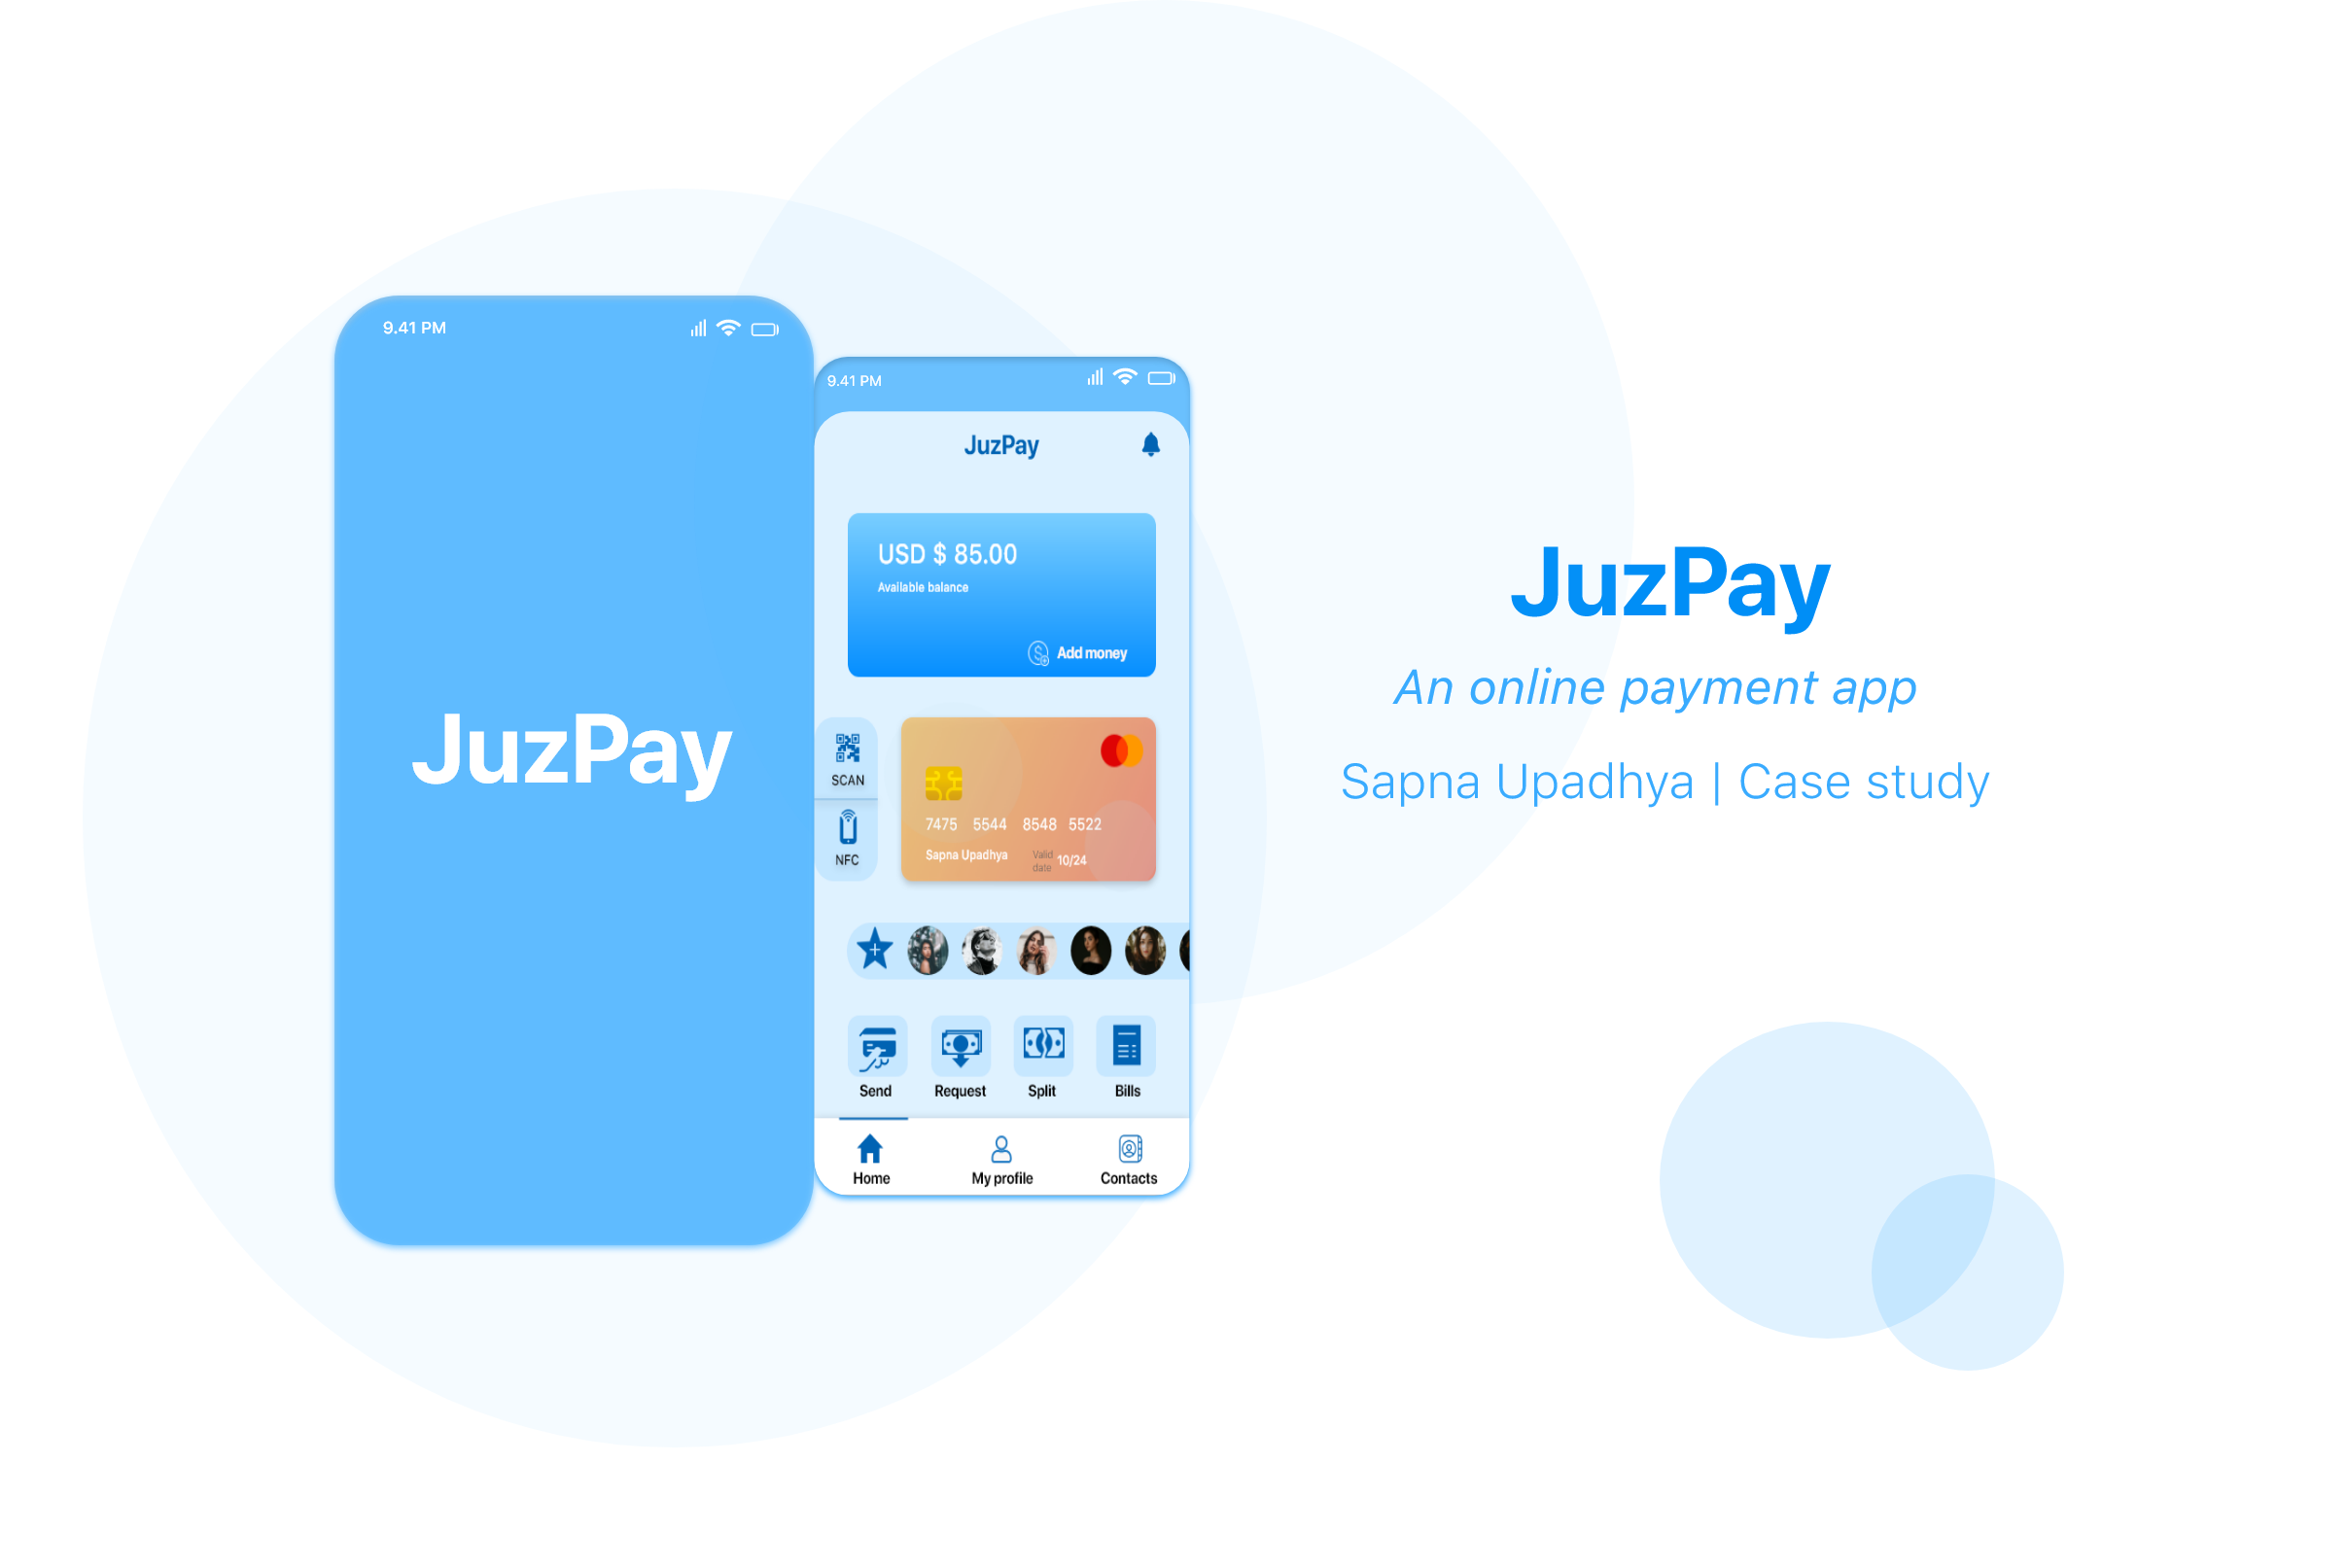 9.41 PM
JuzPay
9.41 PM
JuzPay
USD $ 85.00
Available balance
Add money
SCAN
NFC
7475 5544 8548 5522
Sapna Upadhya
Valid
date
10/24
Send Request Split Bills
Home My profile Contacts
JuzPay
An online payment app
Sapna Upadhya | Case study